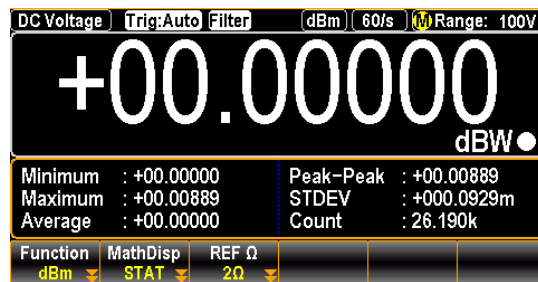 DC Voltage Trig:Auto Filter dBm 60/s M Range: 100V
+00.00000
dBW
Minimum : +00.00000 Peak-Peak : +00.00889
Maximum : +00.00889 STDEV : +000.0929m
Average : +00.00000 Count : 26.190k
Function MathDisp REF Ω
dBm STAT 2Ω